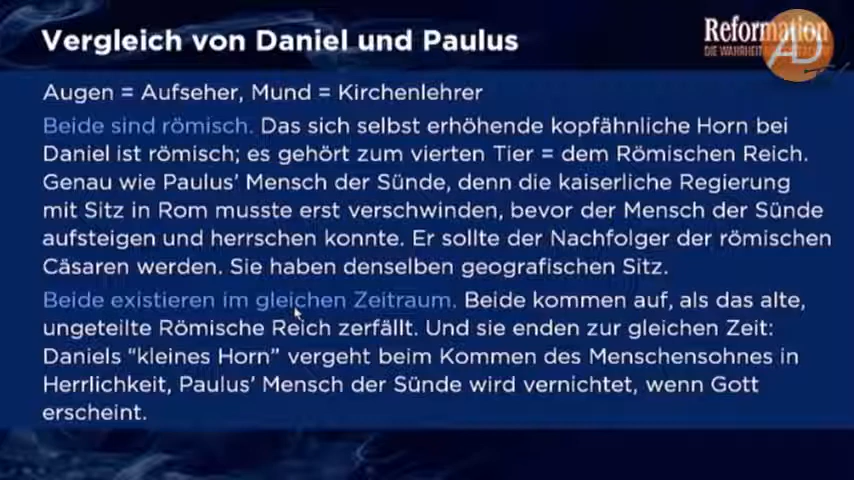 Vergleich von Daniel und Paulus
Reformation
DIE WAHRHEIT
Augen = Aufseher, Mund = Kirchenlehrer
Beide sind römisch. Das sich selbst erhöhende kopfähnliche Horn bei
Daniel ist römisch; es gehört zum vierten Tier = dem Römischen Reich.
Genau wie Paulus' Mensch der Sünde, denn die kaiserliche Regierung
mit Sitz in Rom musste erst verschwinden, bevor der Mensch der Sünde
aufsteigen und herrschen konnte. Er sollte der Nachfolger der römischen
Cäsaren werden. Sie haben denselben geografischen Sitz.
Beide existieren im gleichen Zeitraum. Beide kommen auf, als das alte,
ungeteilte Römische Reich zerfällt. Und sie enden zur gleichen Zeit:
Daniels "kleines Horn" vergeht beim Kommen des Menschensohnes in
Herrlichkeit, Paulus' Mensch der Sünde wird vernichtet, wenn Gott
erscheint.